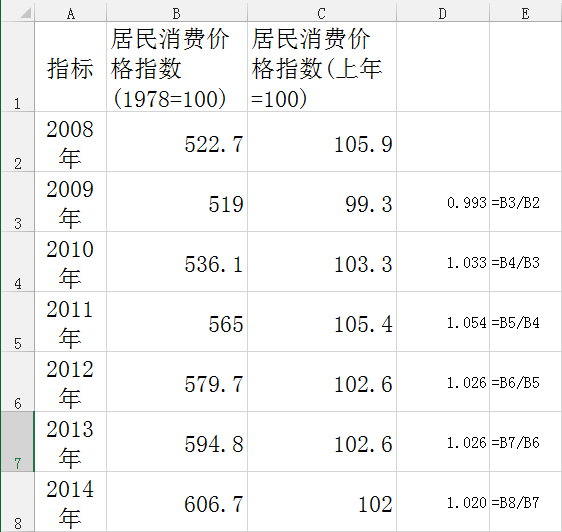 A B C D E
1 指标 居民消费价格指数(1978=100) 居民消费价格指数(上年=100)
2 2008年 522.7 105.9
3 2009年 519 99.3 0.993 =B3/B2
4 2010年 536.1 103.3 1.033 =B4/B3
5 2011年 565 105.4 1.054 =B5/B4
6 2012年 579.7 102.6 1.026 =B6/B5
7 2013年 594.8 102.6 1.026 =B7/B6
8 2014年 606.7 102 1.020 =B8/B7